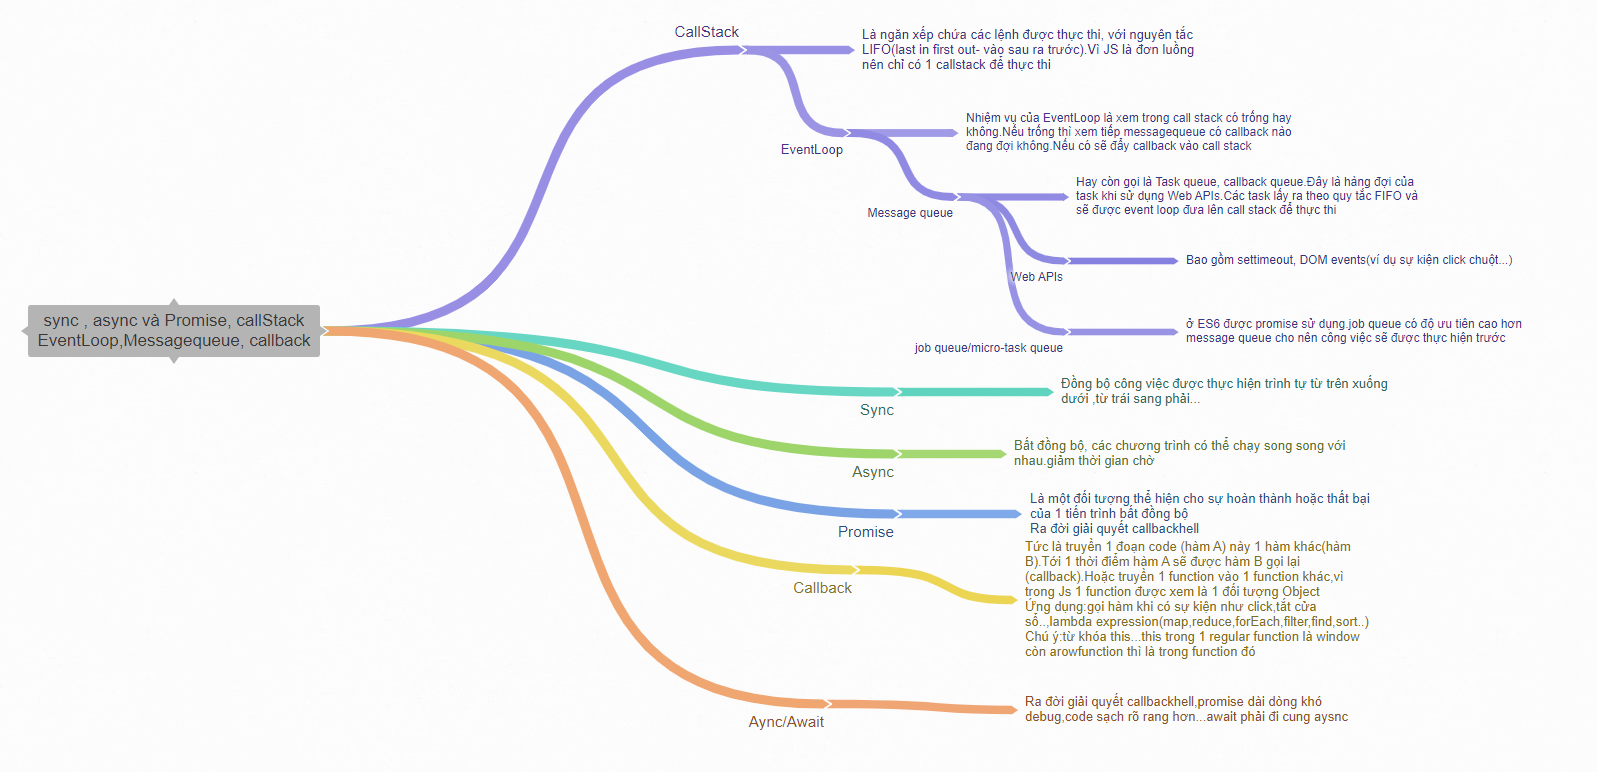 sync , async và Promise, callStack
EventLoop,Messagequeue, callback
CallStack
Là ngăn xếp chứa các lệnh được thực thi, với nguyên tắc
LIFO(last in first out- vào sau ra trước).Vì JS là đơn luồng
nên chỉ có 1 callstack để thực thi
EventLoop
Nhiệm vụ của EventLoop là xem trong call stack có trống hay
không.Nếu trống thì xem tiếp messagequeue có callback nào
đang đợi không.Nếu có sẽ đẩy callback vào call stack
Message queue
Hay còn gọi là Task queue, callback queue.Đây là hàng đợi của
task khi sử dụng Web APIs.Các task lấy ra theo quy tắc FIFO và
sẽ được event loop đưa lên call stack để thực thi
Web APIs
Bao gồm settimeout, DOM events(ví dụ sự kiện click chuột...)
job queue/micro-task queue
ở ES6 được promise sử dụng.job queue có độ ưu tiên cao hơn
message queue cho nên công việc sẽ được thực hiện trước
Sync
Đồng bộ công việc được thực hiện trình tự từ trên xuống
dưới ,từ trái sang phải...
Async
Bất đồng bộ, các chương trình có thể chạy song song với
nhau.giảm thời gian chờ
Promise
Là một đối tượng thể hiện cho sự hoàn thành hoặc thất bại
của 1 tiến trình bất đồng bộ
Ra đời giải quyết callbackhell
Callback
Tức là truyền 1 đoạn code (hàm A) này 1 hàm khác(hàm
B).Tới 1 thời điểm hàm A sẽ được hàm B gọi lại
(callback).Hoặc truyền 1 function vào 1 function khác,vì
trong Js 1 function được xem là 1 đối tượng Object
Ứng dụng:gọi hàm khi có sự kiện như click,tắt cửa
sổ..,lambda expression(map,reduce,forEach,filter,find,sort..)
Chú ý:từ khóa this...this trong 1 regular function là window
còn arowfunction thì là trong function đó
Aync/Await
Ra đời giải quyết callbackhell,promise dài dòng khó
debug,code sạch rõ rang hơn...await phải đi cung aysnc